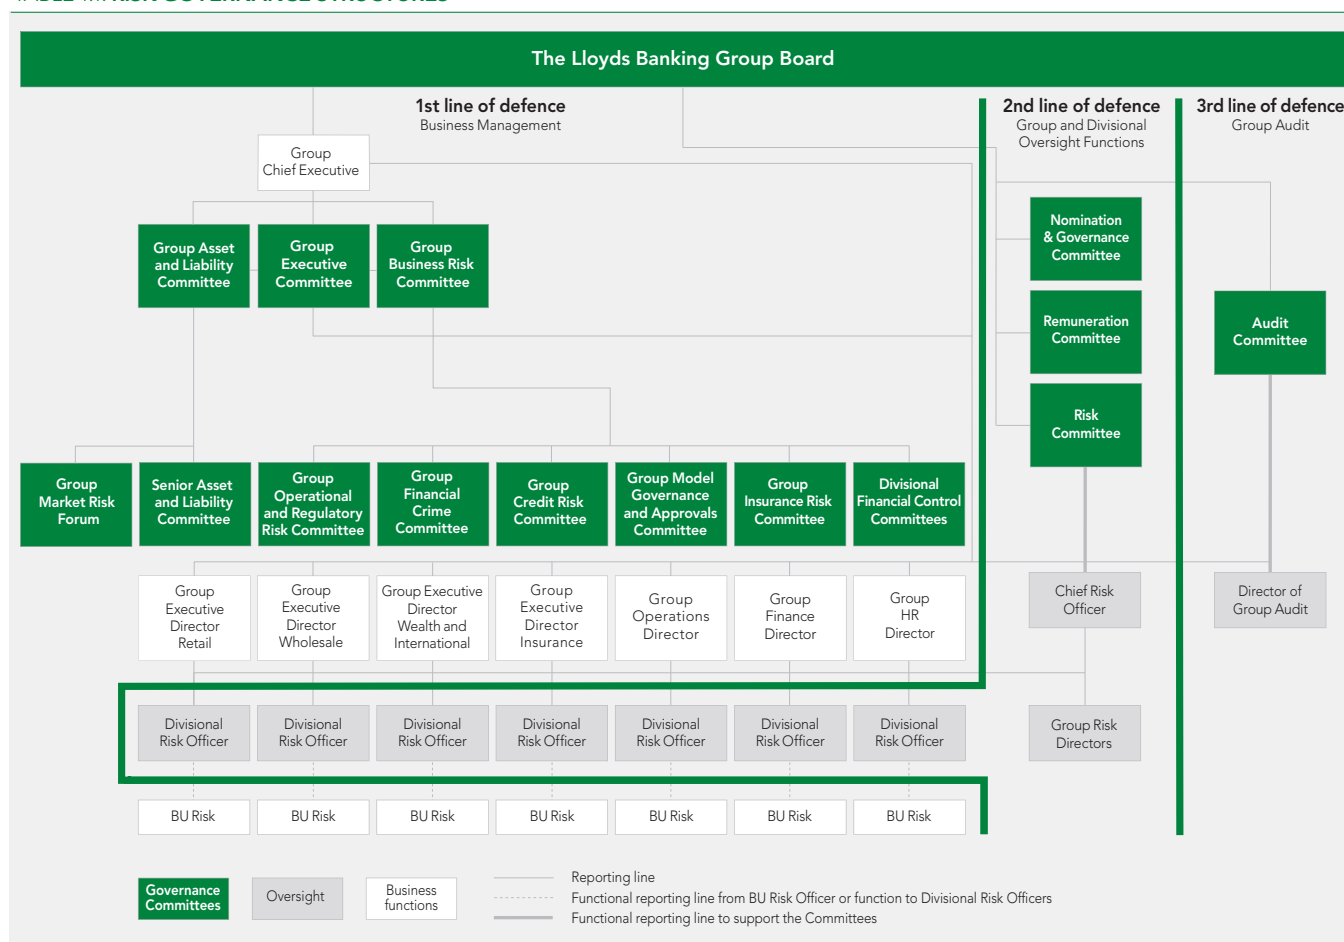 The Lloyds Banking Group Board
1st line of defence
Business Management
2nd line of defence
Group and Divisional
Oversight Functions
3rd line of defence
Group Audit
Group
Chief Executive
Group Asset
and Liability
Committee
Group
Executive
Committee
Group
Business Risk
Committee
Nomination
& Governance
Committee
Remuneration
Committee
Risk
Committee
Audit
Committee
Group
Market Risk
Forum
Senior Asset
and Liability
Committee
Group
Operational
and Regulatory
Risk Committee
Group
Financial
Crime
Committee
Group
Credit Risk
Committee
Group Model
Governance
and Approvals
Committee
Group
Insurance Risk
Committee
Divisional
Financial Control
Committees
Group
Executive
Director
Retail
Group
Executive
Director
Wholesale
Group Executive
Director
Wealth and
International
Group
Executive
Director
Insurance
Group
Operations
Director
Group
Finance
Director
Group
HR
Director
Chief Risk
Officer
Director of
Group Audit
Divisional
Risk Officer
Divisional
Risk Officer
Divisional
Risk Officer
Divisional
Risk Officer
Divisional
Risk Officer
Divisional
Risk Officer
Divisional
Risk Officer
Group Risk
Directors
BU Risk
BU Risk
BU Risk
BU Risk
BU Risk
BU Risk
BU Risk
Governance
Committees
Oversight
Business
functions
Reporting line
Functional reporting line from BU Risk Officer or function to Divisional Risk Officers
Functional reporting line to support the Committees